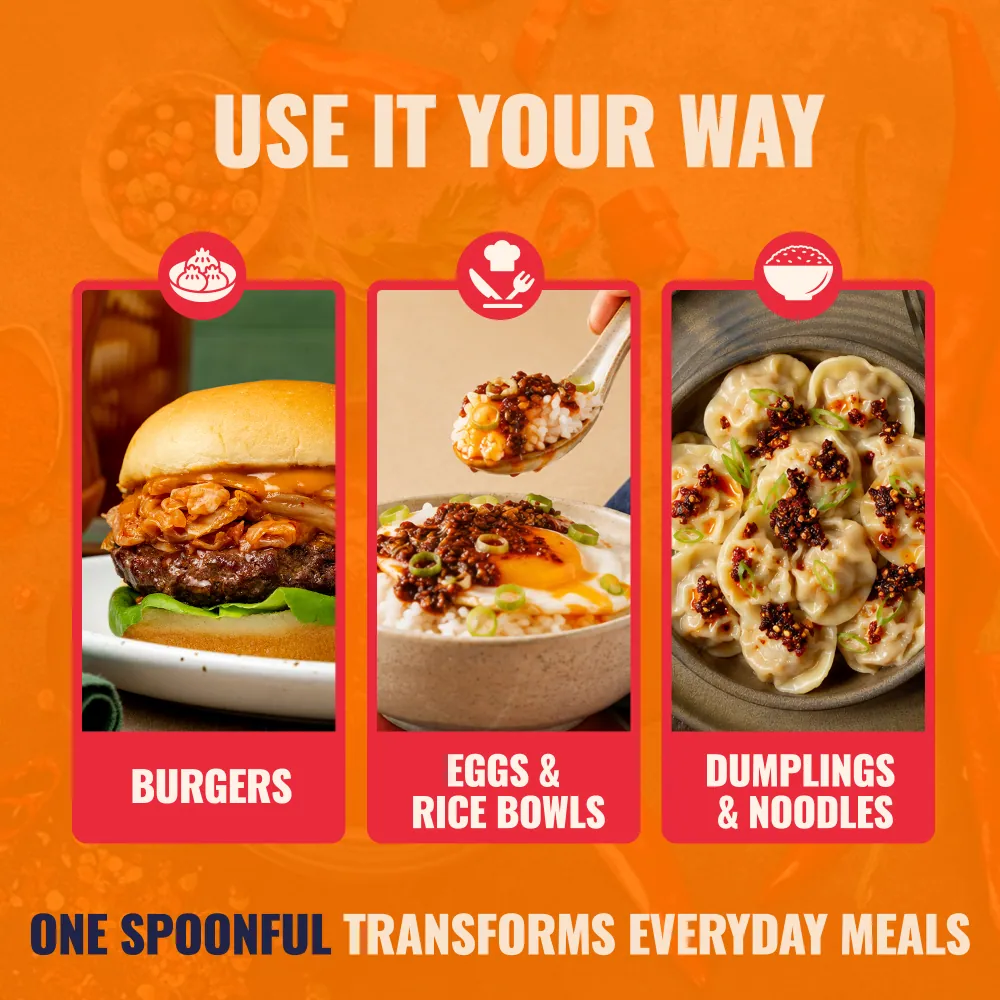 USE IT YOUR WAY
BURGERS
EGGS &
RICE BOWLS
DUMPLINGS
& NOODLES
ONE SPOONFUL TRANSFORMS EVERYDAY MEALS